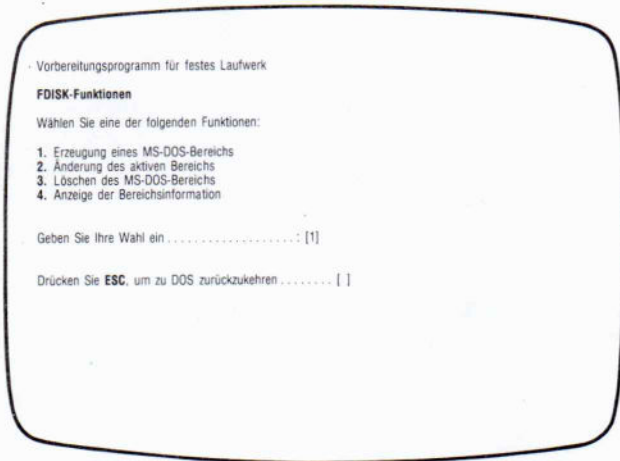 Vorbereitungsprogramm für festes Laufwerk
FDISK-Funktionen
Wählen Sie eine der folgenden Funktionen:
1. Erzeugung eines MS-DOS-Bereichs
2. Änderung des aktiven Bereichs
3. Löschen des MS-DOS-Bereichs
4. Anzeige der Bereichsinformation
Geben Sie Ihre Wahl ein . . . . . . . . . . . . . . . . . . . : [1]
Drücken Sie ESC, um zu DOS zurückzukehren . . . . . . . . [ ]